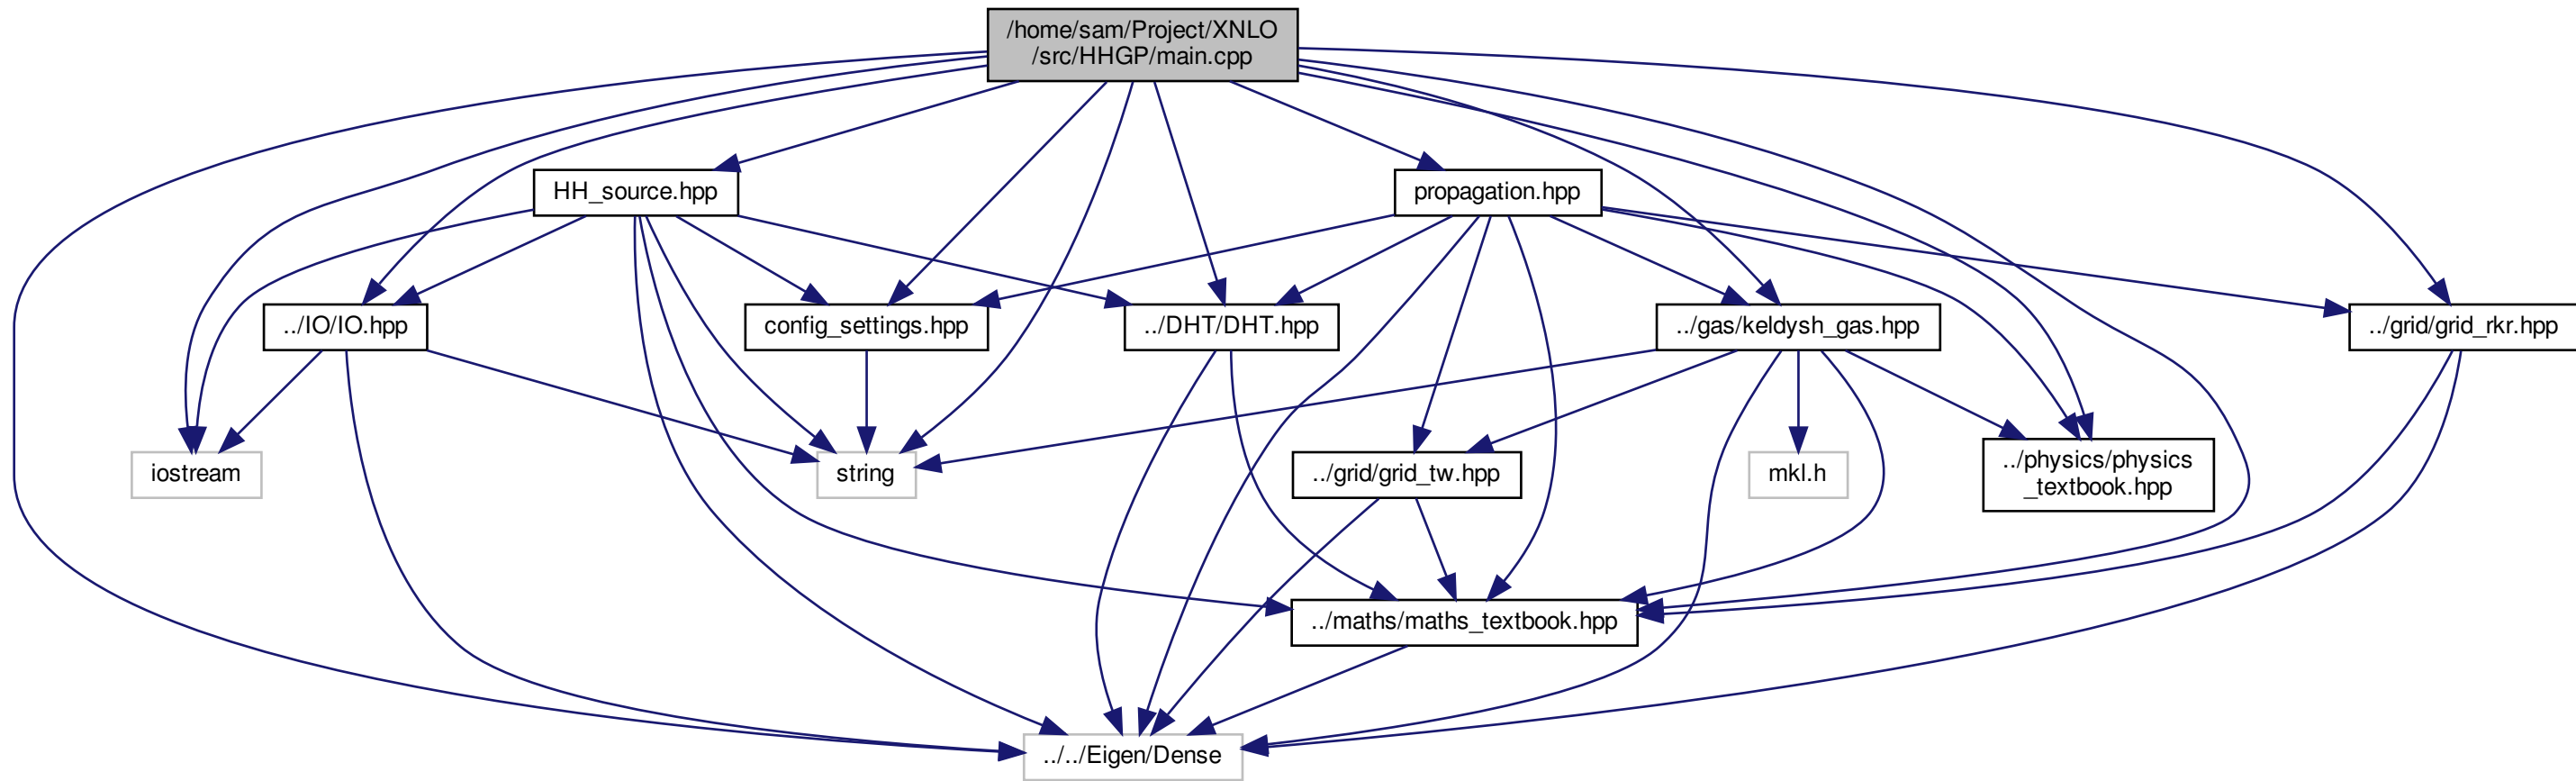 /home/sam/Project/XNLO
/src/HHGP/main.cpp
HH_source.hpp
propagation.hpp
../IO/IO.hpp
config_settings.hpp
../DHT/DHT.hpp
../gas/keldysh_gas.hpp
../grid/grid_rkr.hpp
iostream
string
../grid/grid_tw.hpp
mkl.h
../physics/physics
_textbook.hpp
../maths/maths_textbook.hpp
../../Eigen/Dense